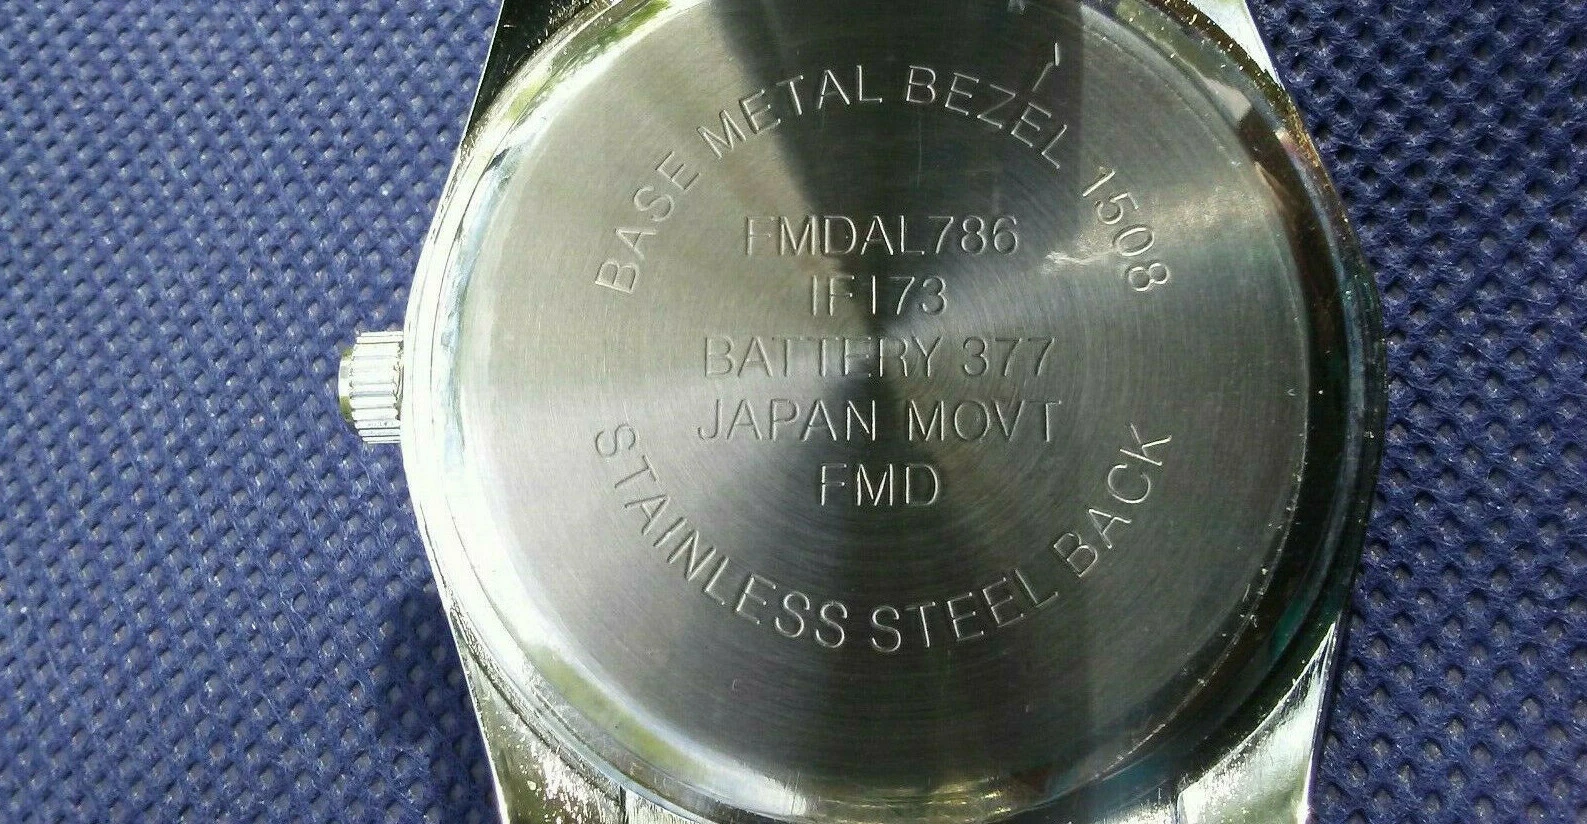 BASE METAL BEZEL 1508
FMDAL786
IF173
BATTERY 377
JAPAN MOVT
FMD
STAINLESS STEEL BACK